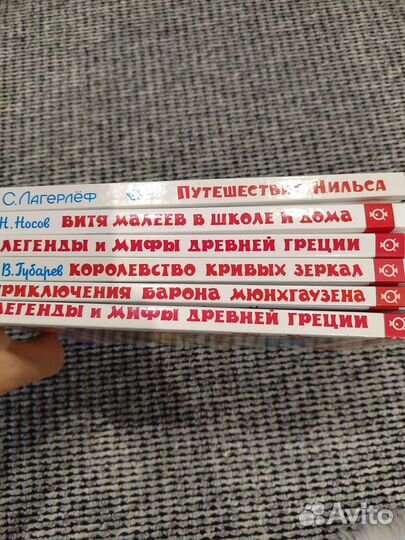 С. Лагерлёф Путешествие Нильса
Н. Носов Витя Малеев в школе и дома
Легенды и мифы Древней Греции
В. Губарев Королевство кривых зеркал
Приключения барона Мюнхгаузена
Легенды и мифы Древней Греции
Avito